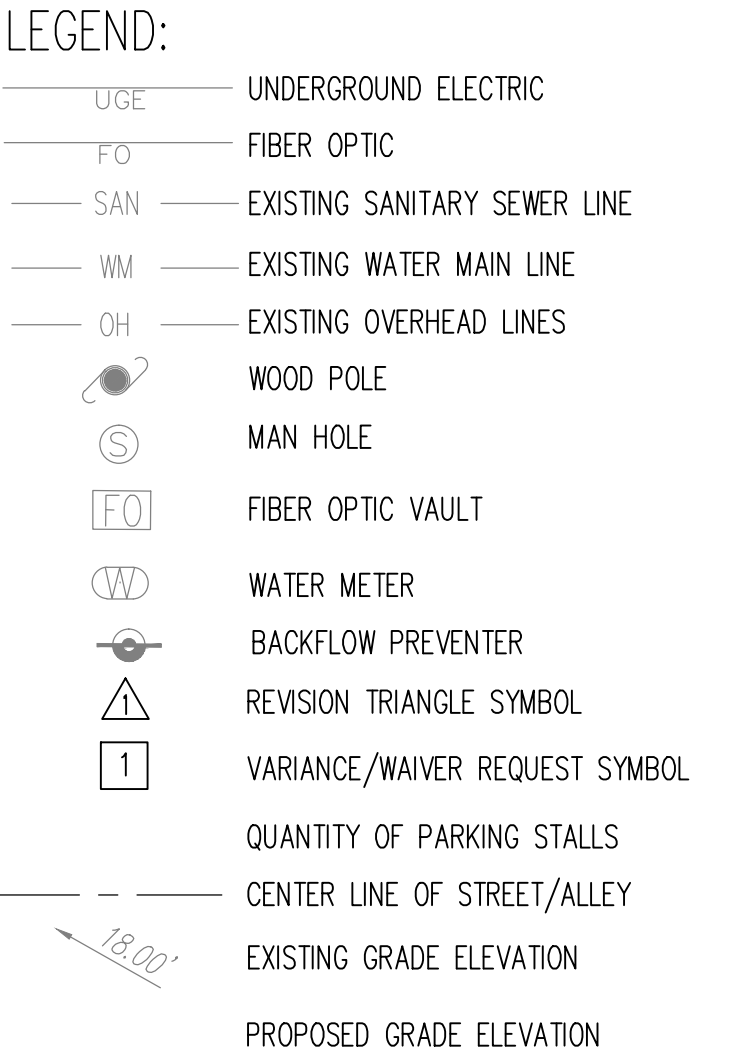 LEGEND:
UGE UNDERGROUND ELECTRIC
FO FIBER OPTIC
SAN EXISTING SANITARY SEWER LINE
WM EXISTING WATER MAIN LINE
OH EXISTING OVERHEAD LINES
WOOD POLE
S MAN HOLE
FO FIBER OPTIC VAULT
W WATER METER
BACKFLOW PREVENTER
1 REVISION TRIANGLE SYMBOL
1 VARIANCE/WAIVER REQUEST SYMBOL
QUANTITY OF PARKING STALLS
CENTER LINE OF STREET/ALLEY
18.00' EXISTING GRADE ELEVATION
PROPOSED GRADE ELEVATION